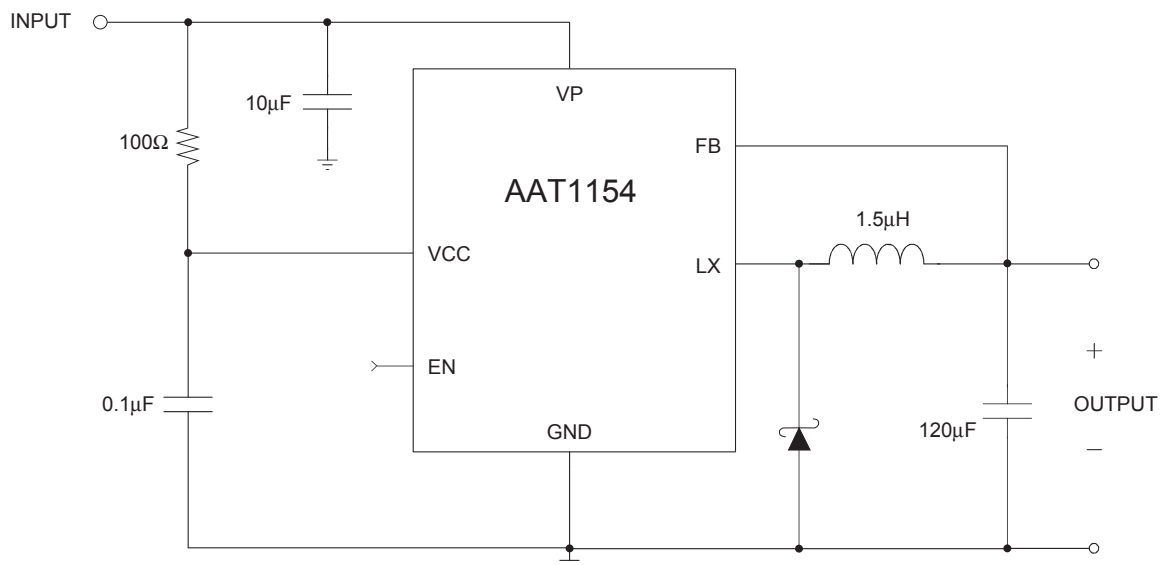 INPUT
10μF
VP
100Ω
FB
AAT1154
1.5μH
VCC
LX
EN
+
0.1μF
OUTPUT
120μF
GND
–